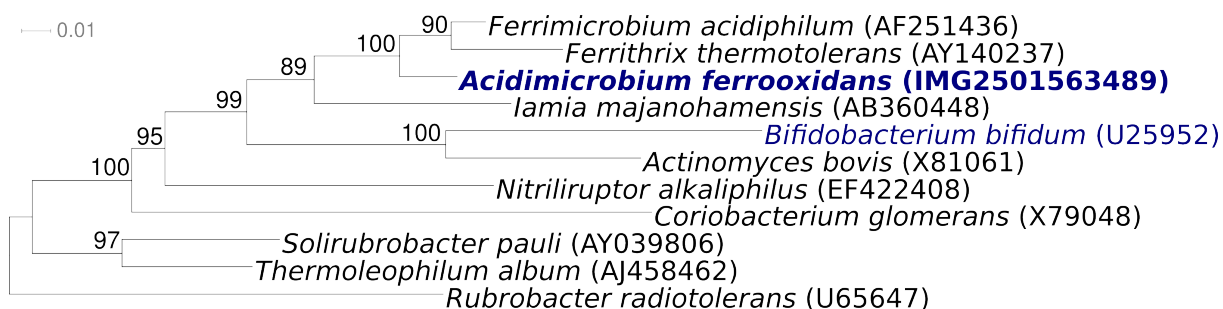 0.01
90
Ferrimicrobium acidiphilum (AF251436)
100
Ferrithrix thermotolerans (AY140237)
89
Acidimicrobium ferrooxidans (IMG2501563489)
99
Iamia majanohamensis (AB360448)
95
100
Bifidobacterium bifidum (U25952)
100
Actinomyces bovis (X81061)
Nitriliruptor alkaliphilus (EF422408)
Coriobacterium glomerans (X79048)
97
Solirubrobacter pauli (AY039806)
Thermoleophilum album (AJ458462)
Rubrobacter radiotolerans (U65647)